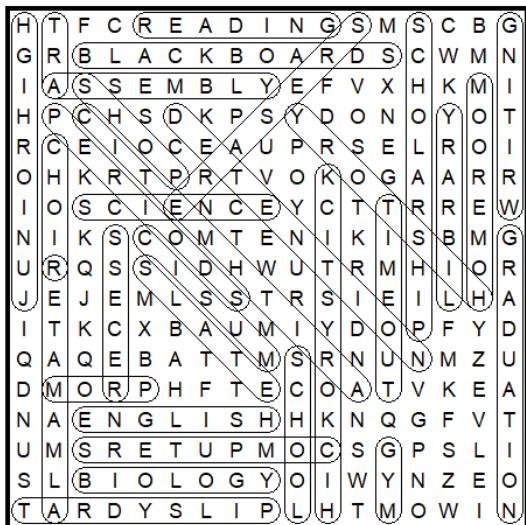 H T F C R E A D I N G S M S C B G
G R B L A C K B O A R D S C W M N
I A S S E M B L Y E F V X H K M I
H P C H S D K P S Y D O N O Y O T
R C E I O C E A U P R S E L R O I
O H K R T P R T V O K O G A A R R
I O S C I E N C E Y C T T R R E W
N I K S C O M T E N I K I S B M G
U R Q S S I D H W U T R M H I O R
J E J E M L S S T R S I E I L H A
I T K C X B A U M I Y D O P F Y D
Q A Q E B A T T M S R N U N M Z U
D M O R P H F T E C O A T V K E A
N A E N G L I S H H K N Q G F V T
U M S R E T U P M O C S G P S L I
S L B I O L O G Y O I W Y N Z E O
T A R D Y S L I P L H T M O W I N